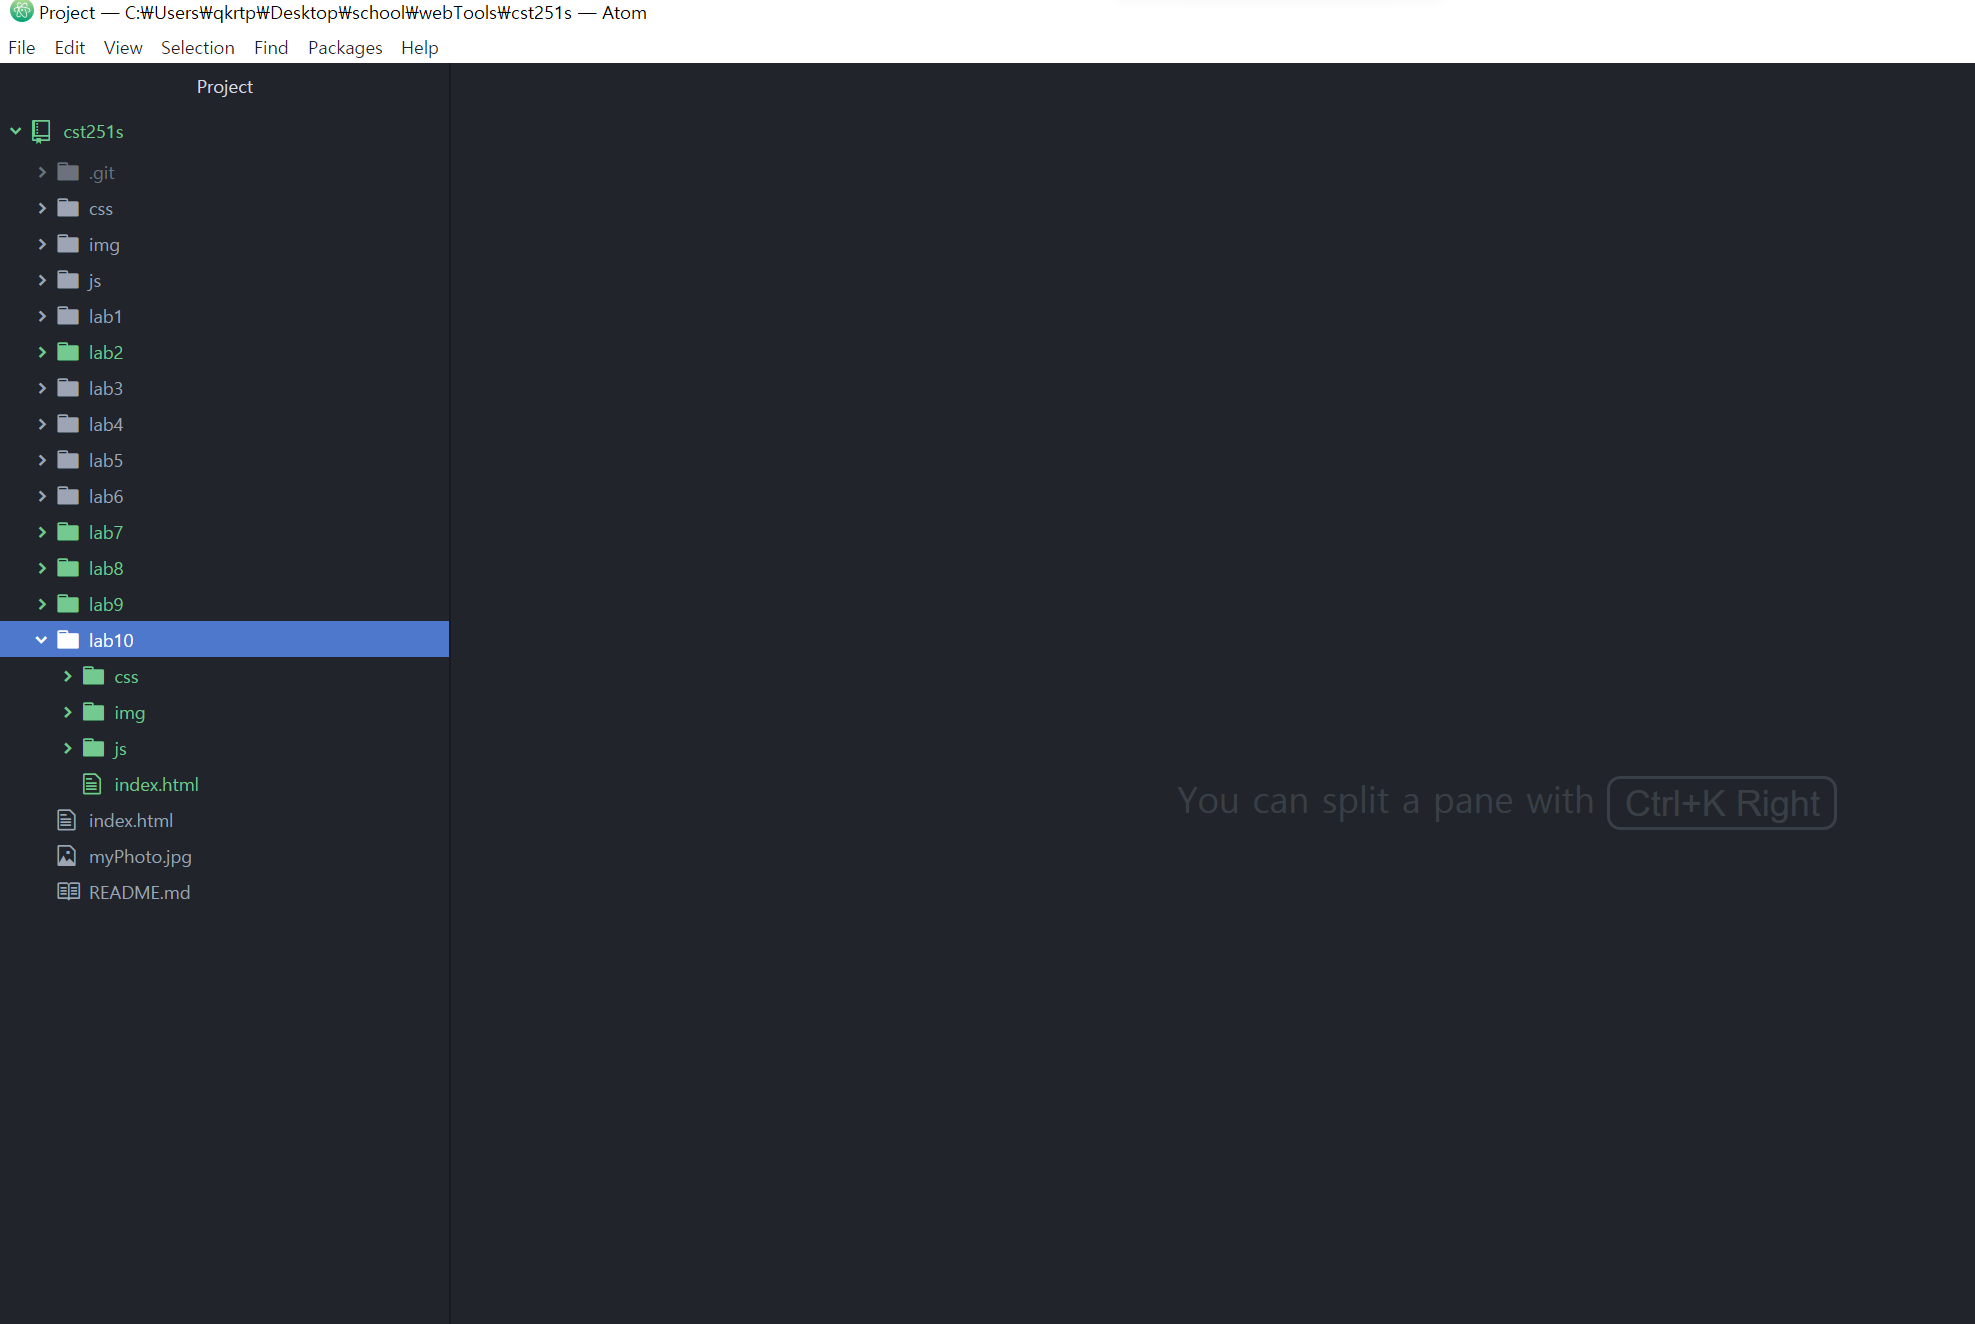 Project — C:₩Users₩qkrtp₩Desktop₩school₩webTools₩cst251s — Atom
File Edit View Selection Find Packages Help
Project
cst251s
.git
css
img
js
lab1
lab2
lab3
lab4
lab5
lab6
lab7
lab8
lab9
lab10
css
img
js
index.html
index.html
myPhoto.jpg
README.md
You can split a pane with Ctrl+K Right